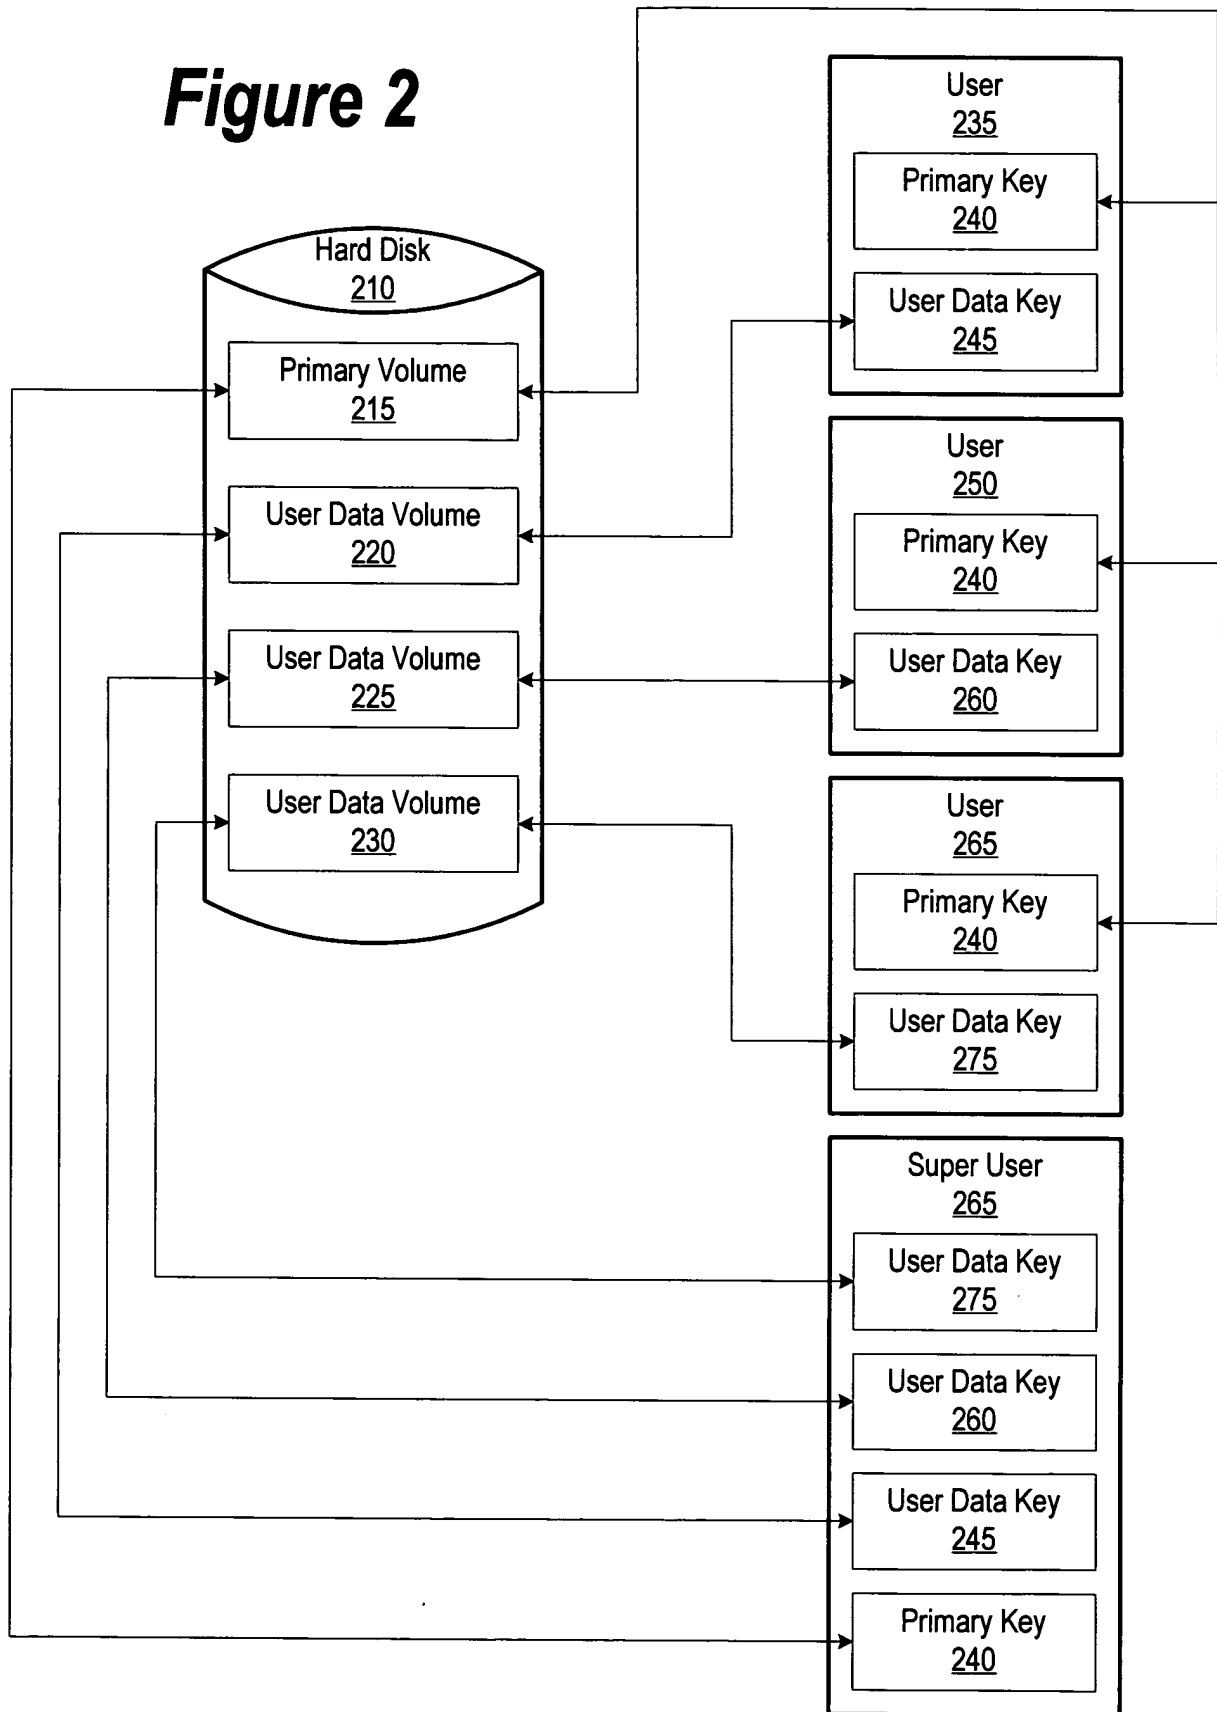 Figure 2
Hard Disk
210
Primary Volume
215
User Data Volume
220
User Data Volume
225
User Data Volume
230
User
235
Primary Key
240
User Data Key
245
User
250
Primary Key
240
User Data Key
260
User
265
Primary Key
240
User Data Key
275
Super User
265
User Data Key
275
User Data Key
260
User Data Key
245
Primary Key
240